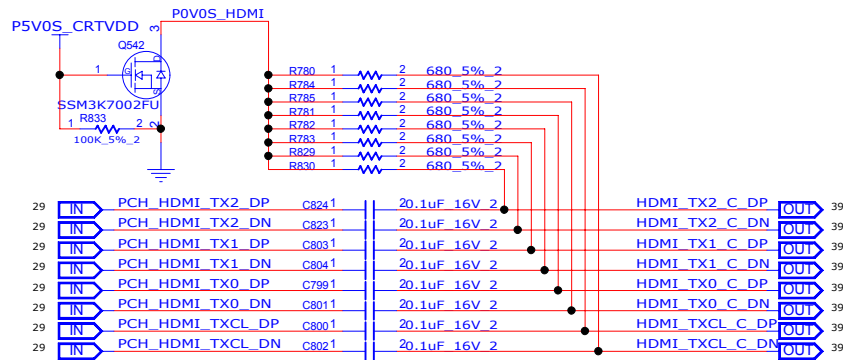 P0V0S_HDMI
P5V0S_CRTVDD
3
Q542
D
1
G
S
SSM3K7002FU
R833
1 2
2
100K_5%_2
R780 1 2 680_5%_2
R784 1 2 680_5%_2
R785 1 2 680_5%_2
R781 1 2 680_5%_2
R782 1 2 680_5%_2
R783 1 2 680_5%_2
R829 1 2 680_5%_2
R830 1 2 680_5%_2
29 IN PCH_HDMI_TX2_DP C824 1 2 0.1uF_16V_2 HDMI_TX2_C_DP OUT 39
29 IN PCH_HDMI_TX2_DN C823 1 2 0.1uF_16V_2 HDMI_TX2_C_DN OUT 39
29 IN PCH_HDMI_TX1_DP C803 1 2 0.1uF_16V_2 HDMI_TX1_C_DP OUT 39
29 IN PCH_HDMI_TX1_DN C804 1 2 0.1uF_16V_2 HDMI_TX1_C_DN OUT 39
29 IN PCH_HDMI_TX0_DP C799 1 2 0.1uF_16V_2 HDMI_TX0_C_DP OUT 39
29 IN PCH_HDMI_TX0_DN C801 1 2 0.1uF_16V_2 HDMI_TX0_C_DN OUT 39
29 IN PCH_HDMI_TXCL_DP C800 1 2 0.1uF_16V_2 HDMI_TXCL_C_DP OUT 39
29 IN PCH_HDMI_TXCL_DN C802 1 2 0.1uF_16V_2 HDMI_TXCL_C_DN OUT 39